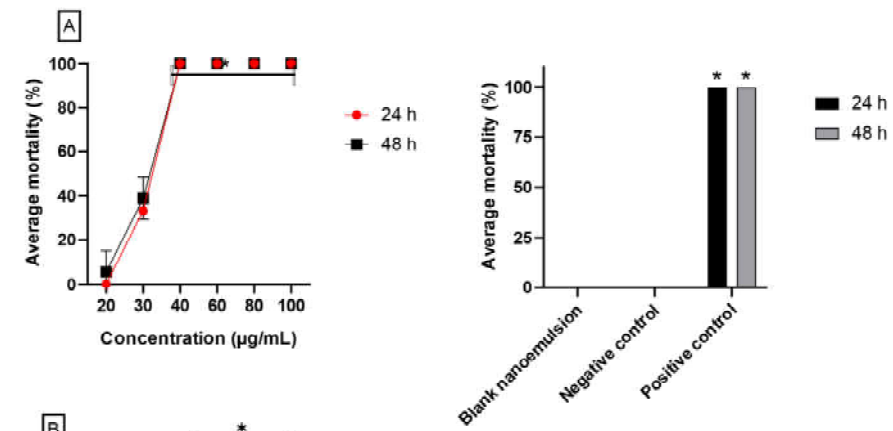 A
Average mortality (%)
100
80
60
40
20
0
*
20 30 40 60 80 100
Concentration (µg/mL)
24 h
48 h
Average mortality (%)
100
75
50
25
0
* *
Blank nanoemulsion
Negative control
Positive control
24 h
48 h
B
*